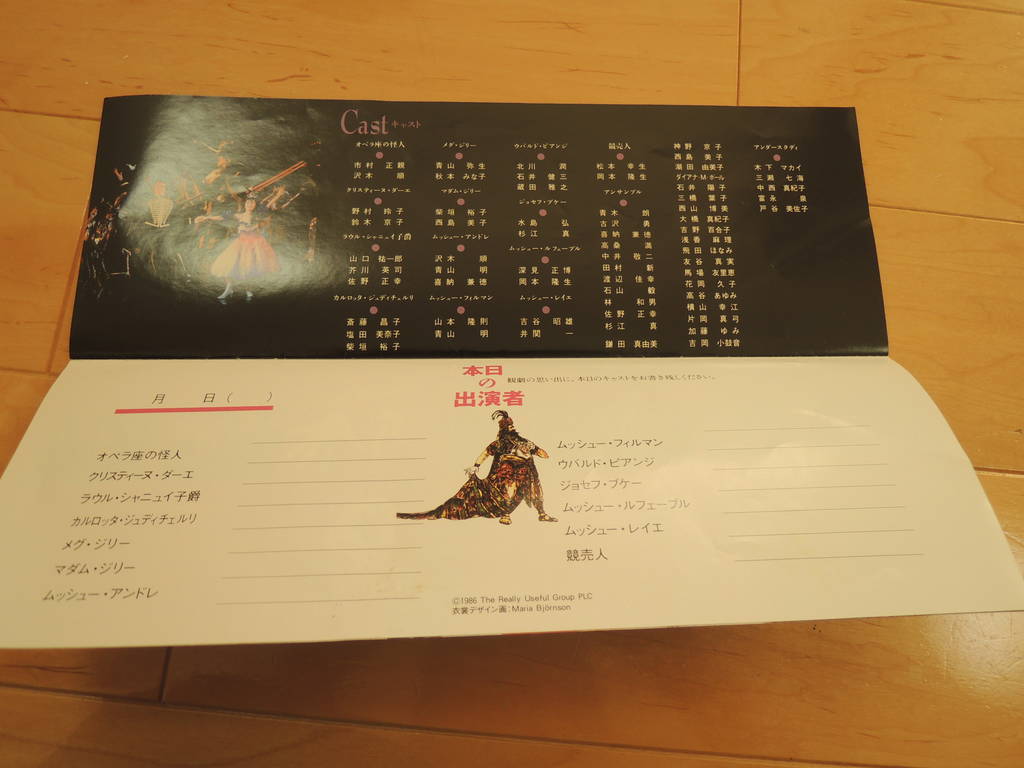 Cast キャスト
オペラ座の怪人
市村 正親
沢木 順
クリスティーヌ・ダーエ
野村 玲子
鈴木 京子
ラウル・シャニュイ子爵
山口 祐一郎
芥川 英司
佐野 正幸
カルロッタ・ジュディチェルリ
斎藤 昌子
塩田 美奈子
柴垣 裕子
メグ・ジリー
青山 弥生
秋本 みな子
マダム・ジリー
柴垣 裕子
西島 美子
ムッシュー・アンドレ
沢木 順
青山 明
喜納 兼徳
ムッシュー・フィルマン
山本 隆則
青山 明
ウバルド・ピアンジ
北川 潤
石井 健三
蔵田 雅之
ジョセフ・ブケー
水島 弘
杉江 真
ムッシュー・ルフェーブル
深見 正博
岡本 隆生
ムッシュー・レイエ
古谷 昭雄
井関 一
競売人
松本 幸生
岡本 隆生
アンサンブル
青木 朗
古沢 勇
喜納 兼徳
高桑 満
中井 敬二
田村 新
渡辺 佳幸
石山 毅
林 和男
佐野 正幸
杉江 真
鎌田 真由美
神野 京子
西島 美子
瀬田 由美子
ダイアナ・M・ホール
石井 陽子
三橋 葉子
西山 博美
大橋 真紀子
吉野 百合子
浅香 麻理
飛田 ほなみ
友谷 真実
馬場 友里恵
花岡 久子
高谷 あゆみ
横山 幸江
片岡 真弓
加藤 ゆみ
吉岡 小鼓音
アンダースタディ
木下 マカイ
三瀬 七海
中西 真紀子
富永 泉
戸谷 美佐子
本日
の
出演者
観劇の思い出に、本日のキャストをお書き残しください。
月 日( )
オペラ座の怪人
クリスティーヌ・ダーエ
ラウル・シャニュイ子爵
カルロッタ・ジュディチェルリ
メグ・ジリー
マダム・ジリー
ムッシュー・アンドレ
ムッシュー・フィルマン
ウバルド・ピアンジ
ジョセフ・ブケー
ムッシュー・ルフェーブル
ムッシュー・レイエ
競売人
©1986 The Really Useful Group PLC
衣裳デザイン画:Maria Björnson